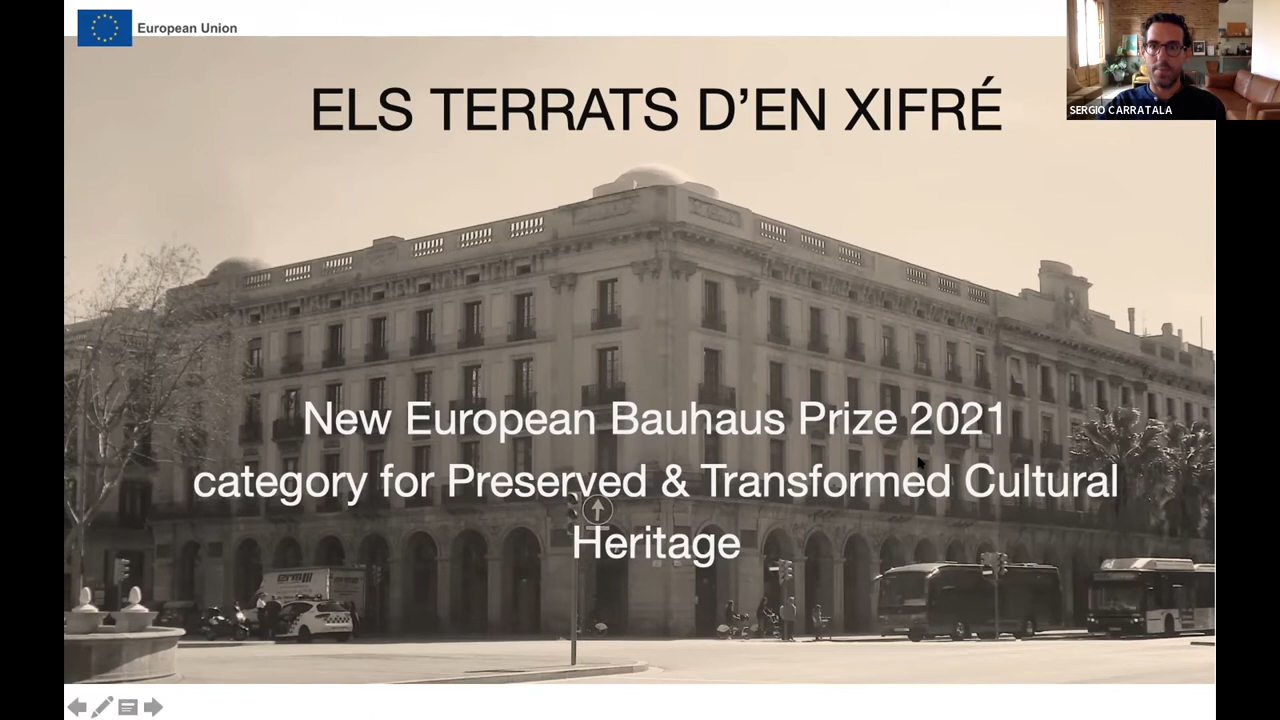 European Union
SERGIO CARRATALA
ELS TERRATS D'EN XIFRÉ
New European Bauhaus Prize 2021
category for Preserved & Transformed Cultural
Heritage
erm